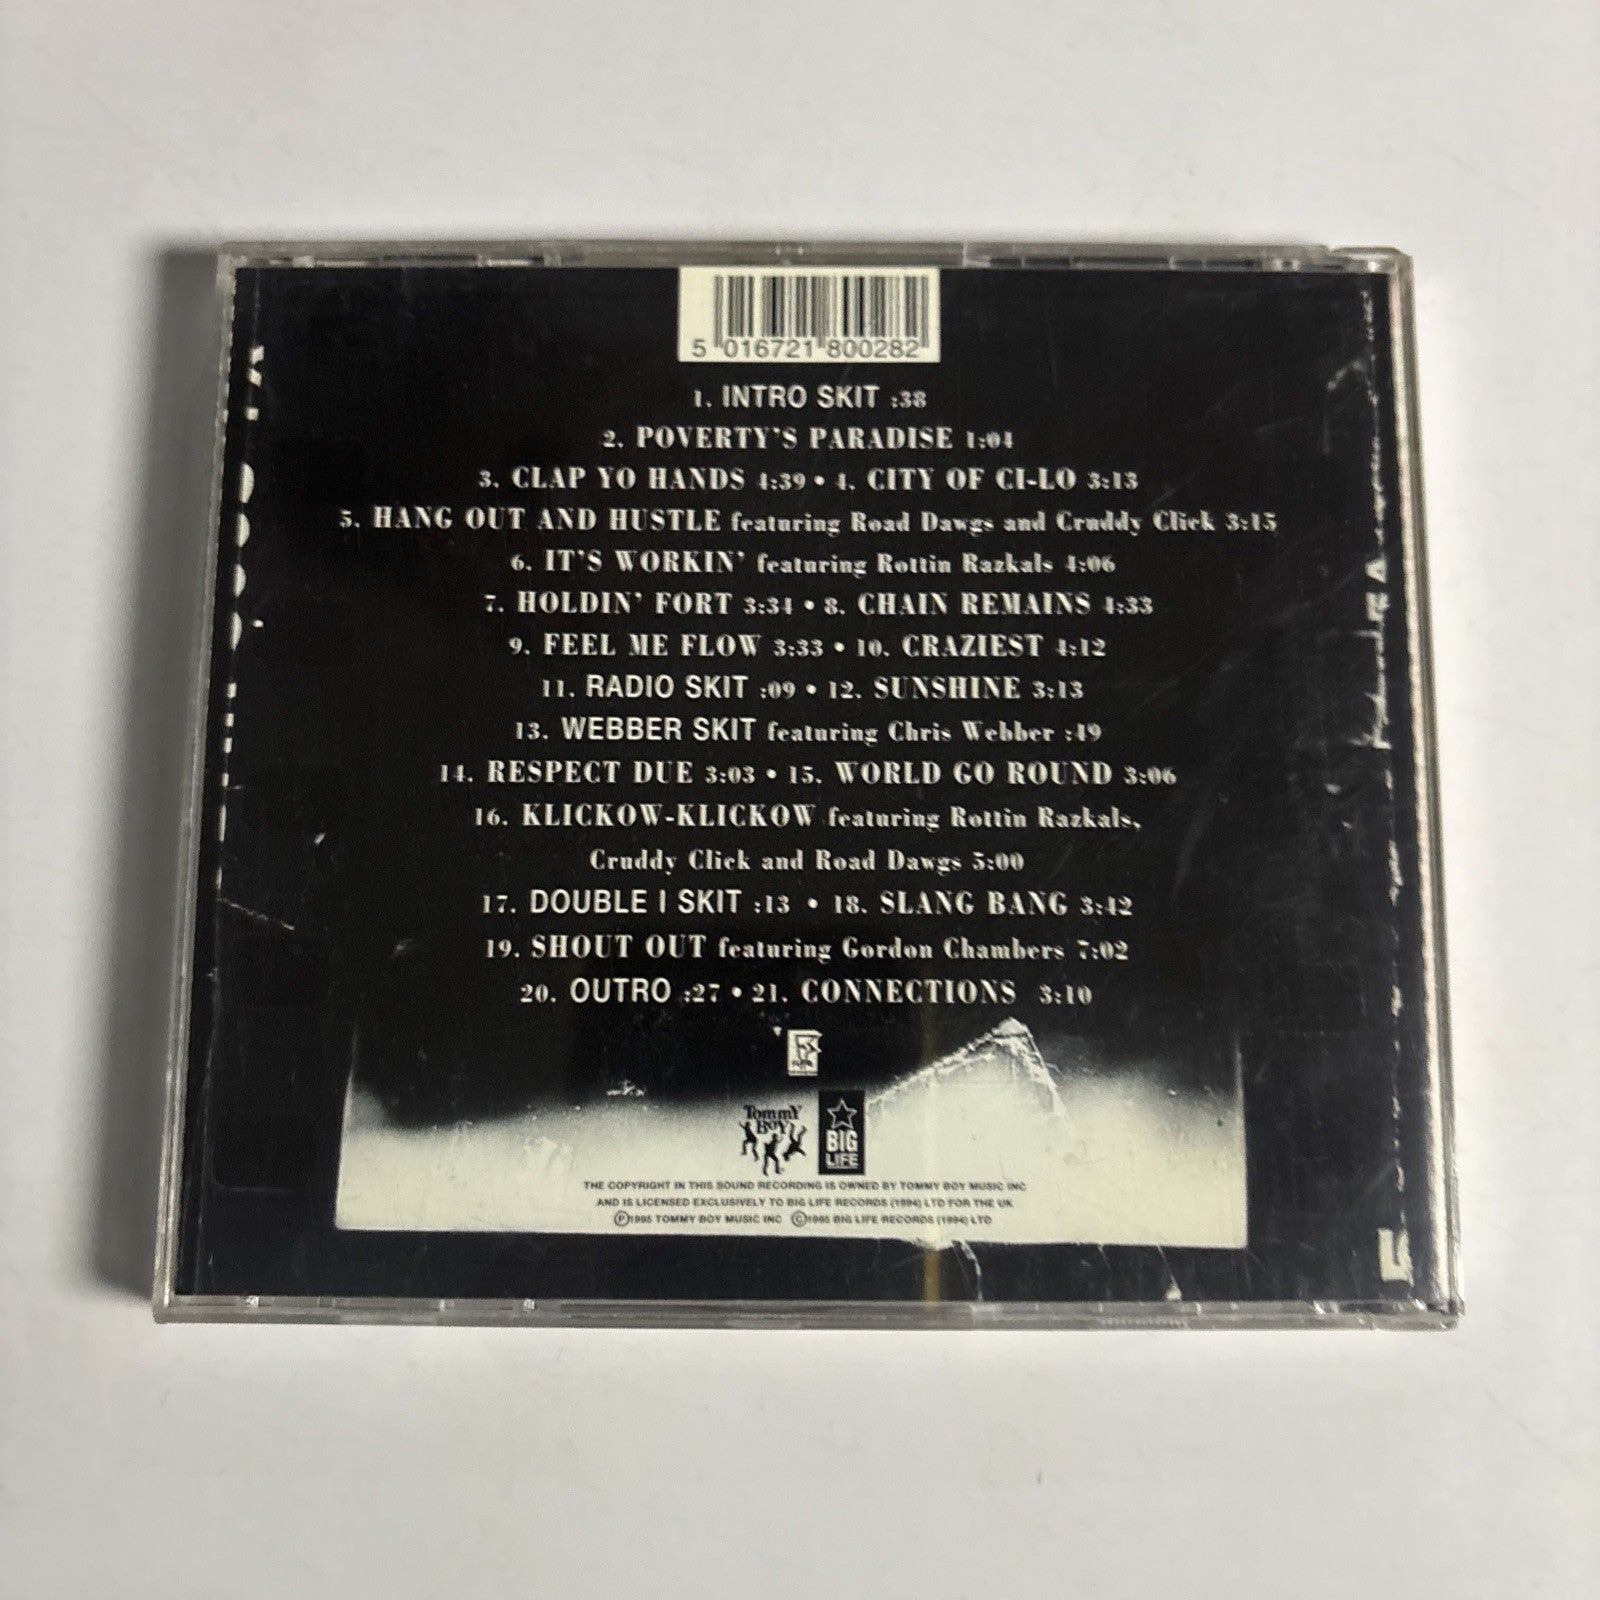 5 016721 800282
1. INTRO SKIT :38
2. POVERTY'S PARADISE 1:04
3. CLAP YO HANDS 4:39 • 4. CITY OF CI-LO 3:13
5. HANG OUT AND HUSTLE featuring Road Dawgs and Cruddy Click 3:15
6. IT'S WORKIN' featuring Rottin Razkals 4:06
7. HOLDIN' FORT 3:34 • 8. CHAIN REMAINS 4:33
9. FEEL ME FLOW 3:33 • 10. CRAZIEST 4:12
11. RADIO SKIT :09 • 12. SUNSHINE 3:13
13. WEBBER SKIT featuring Chris Webber :49
14. RESPECT DUE 3:03 • 15. WORLD GO ROUND 3:06
16. KLICKOW-KLICKOW featuring Rottin Razkals,
Cruddy Click and Road Dawgs 5:00
17. DOUBLE I SKIT :13 • 18. SLANG BANG 3:42
19. SHOUT OUT featuring Gordon Chambers 7:02
20. OUTRO :27 • 21. CONNECTIONS 3:10
Tommy
Boy
BIG
LIFE
THE COPYRIGHT IN THIS SOUND RECORDING IS OWNED BY TOMMY BOY MUSIC INC
AND IS LICENSED EXCLUSIVELY TO BIG LIFE RECORDS (1994) LTD FOR THE UK
Ⓟ1995 TOMMY BOY MUSIC INC ©1995 BIG LIFE RECORDS (1994) LTD